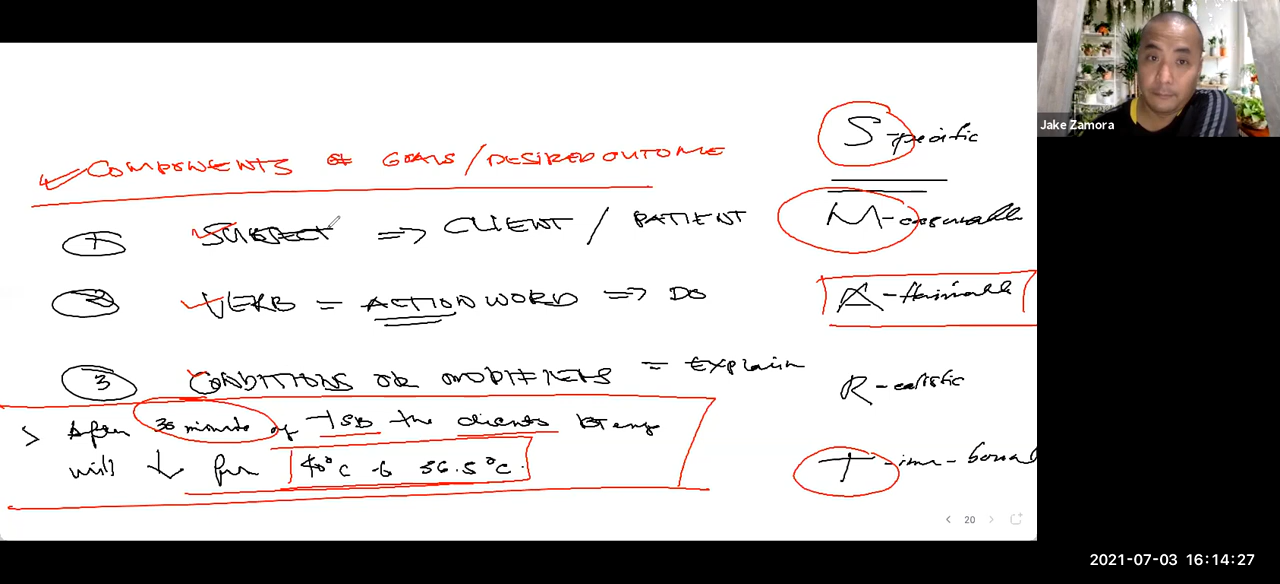 COMPONENTS OF GOALS/DESIRED OUTOME
1 SUBJECT => CLIENT / PATIENT
2 VERB = ACTION WORD => DO
3 CONDITIONS OR MODIFIERS = Explain
> After 30 minute of TSB the clients temp
will ↓ from 40°C to 36.5°C.
S-pecific
M-easurable
A-ttainable
R-ealistic
T-ime-bound
20
Jake Zamora
2021-07-03 16:14:27